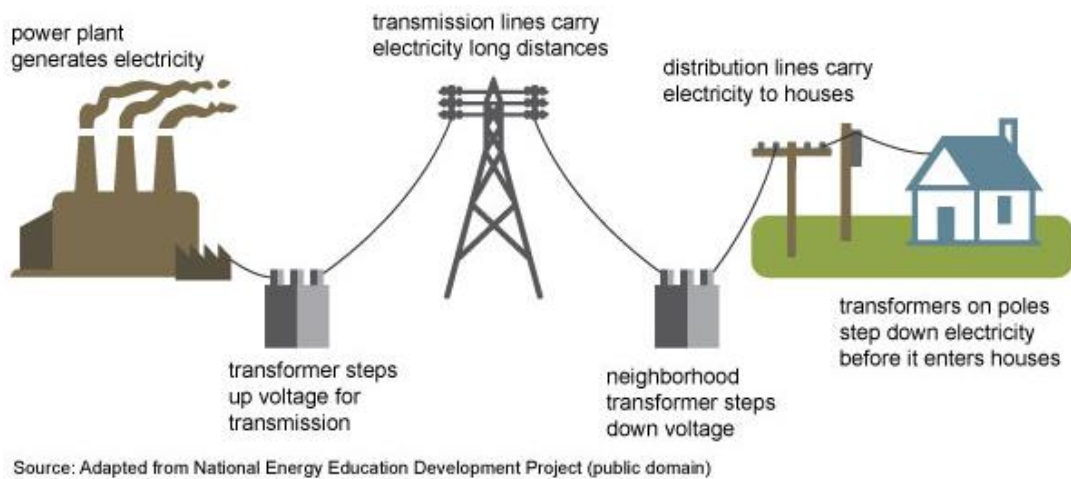 power plant
generates electricity
transmission lines carry
electricity long distances
distribution lines carry
electricity to houses
transformer steps
up voltage for
transmission
neighborhood
transformer steps
down voltage
transformers on poles
step down electricity
before it enters houses
Source: Adapted from National Energy Education Development Project (public domain)